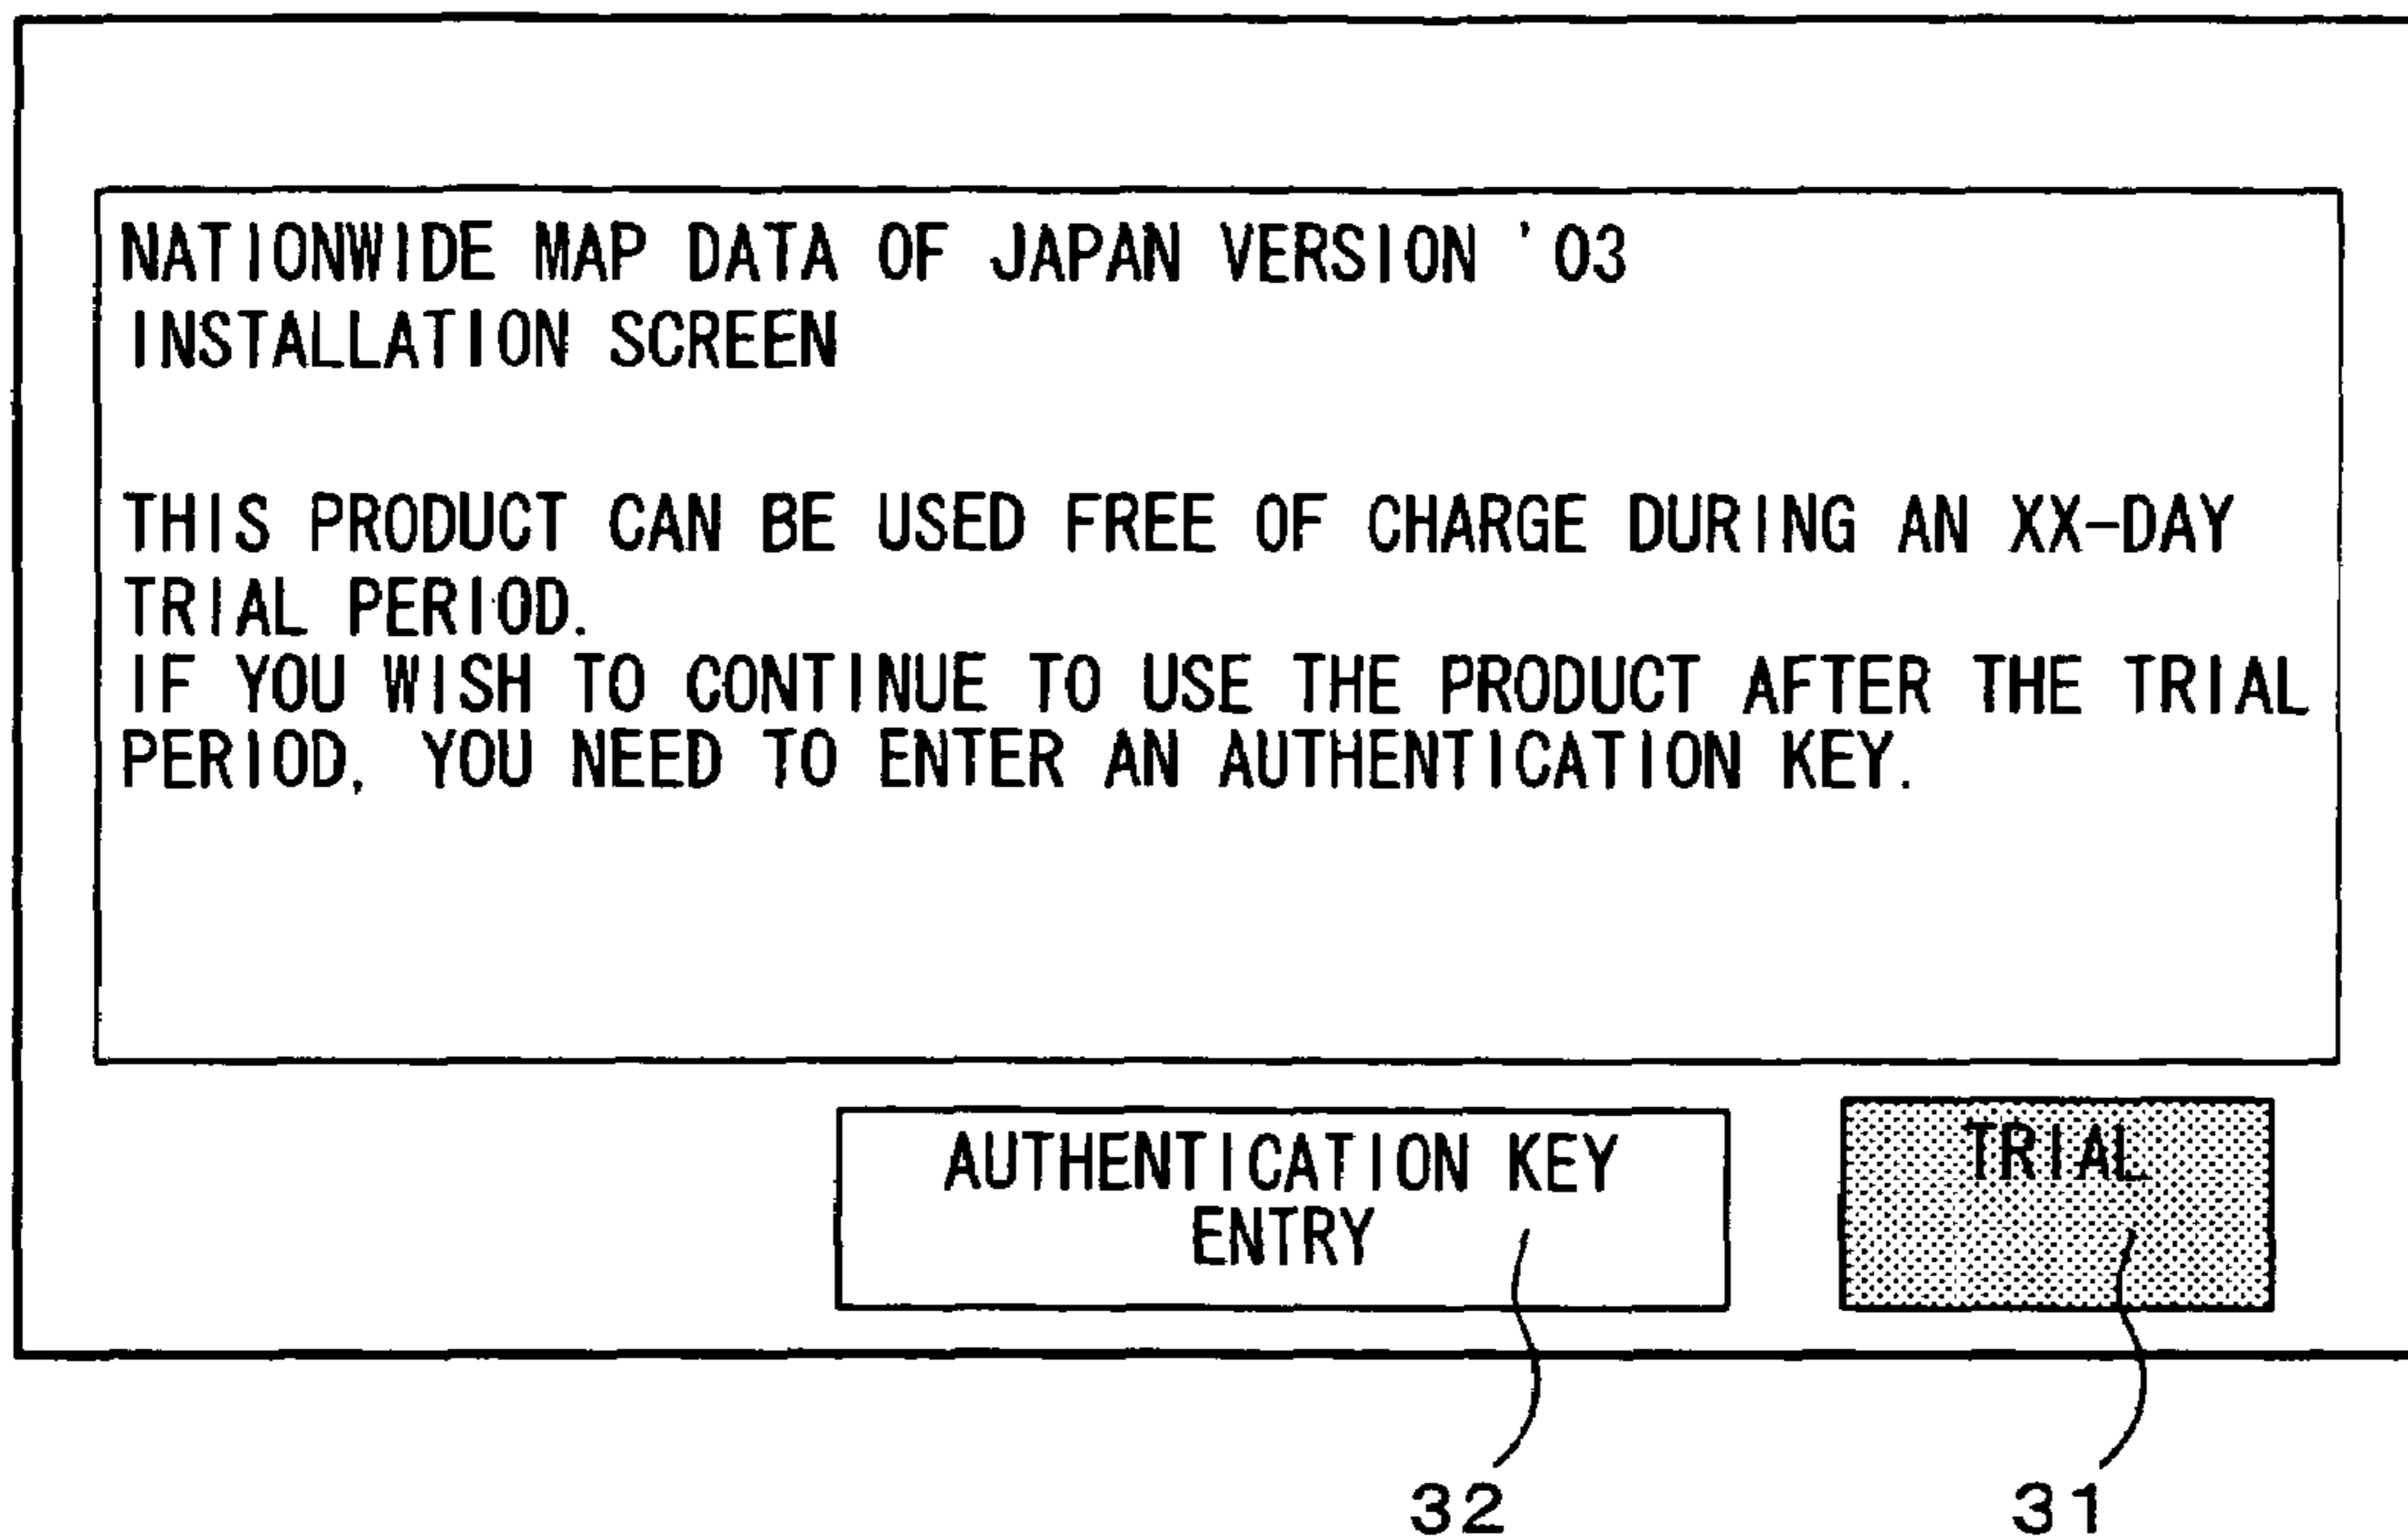 NATIONWIDE MAP DATA OF JAPAN VERSION '03
INSTALLATION SCREEN
THIS PRODUCT CAN BE USED FREE OF CHARGE DURING AN XX-DAY
TRIAL PERIOD.
IF YOU WISH TO CONTINUE TO USE THE PRODUCT AFTER THE TRIAL
PERIOD, YOU NEED TO ENTER AN AUTHENTICATION KEY.
AUTHENTICATION KEY
ENTRY
TRIAL
32
31